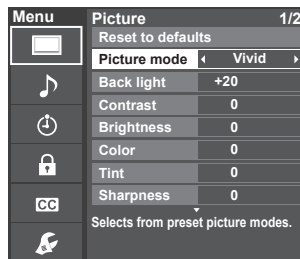 Menu
Picture 1/2
Reset to defaults
Picture mode Vivid
Back light +20
Contrast 0
Brightness 0
Color 0
Tint 0
Sharpness 0
Selects from preset picture modes.
CC